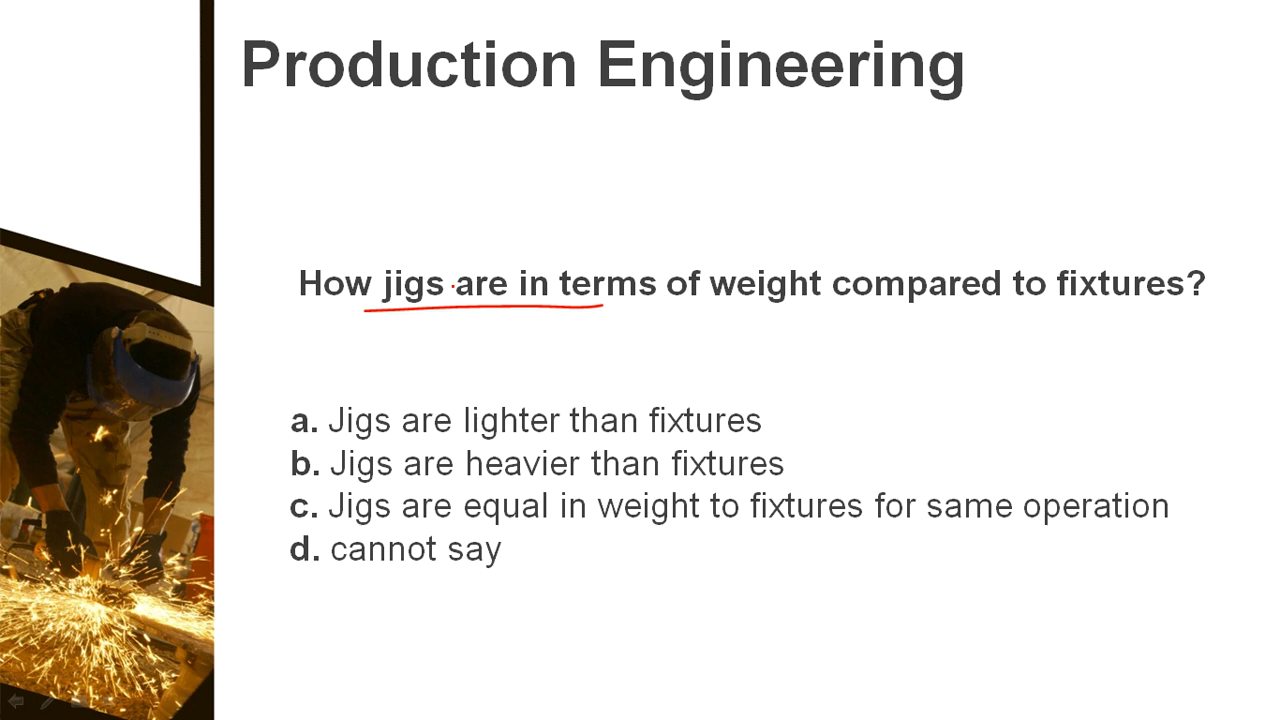 Production Engineering
How jigs are in terms of weight compared to fixtures?
a. Jigs are lighter than fixtures
b. Jigs are heavier than fixtures
c. Jigs are equal in weight to fixtures for same operation
d. cannot say